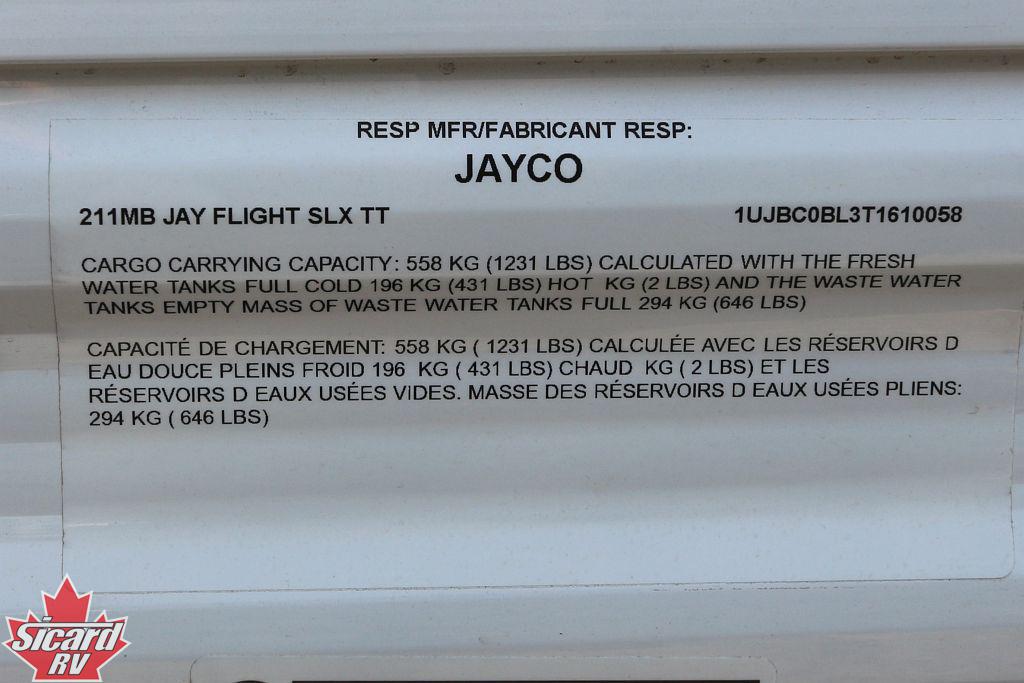 RESP MFR/FABRICANT RESP:
JAYCO
211MB JAY FLIGHT SLX TT 1UJBC0BL3T1610058
CARGO CARRYING CAPACITY: 558 KG (1231 LBS) CALCULATED WITH THE FRESH
WATER TANKS FULL COLD 196 KG (431 LBS) HOT KG (2 LBS) AND THE WASTE WATER
TANKS EMPTY MASS OF WASTE WATER TANKS FULL 294 KG (646 LBS)
CAPACITÉ DE CHARGEMENT: 558 KG ( 1231 LBS) CALCULÉE AVEC LES RÉSERVOIRS D
EAU DOUCE PLEINS FROID 196 KG ( 431 LBS) CHAUD KG ( 2 LBS) ET LES
RÉSERVOIRS D EAUX USÉES VIDES. MASSE DES RÉSERVOIRS D EAUX USÉES PLIENS:
294 KG ( 646 LBS)
Sicard
RV